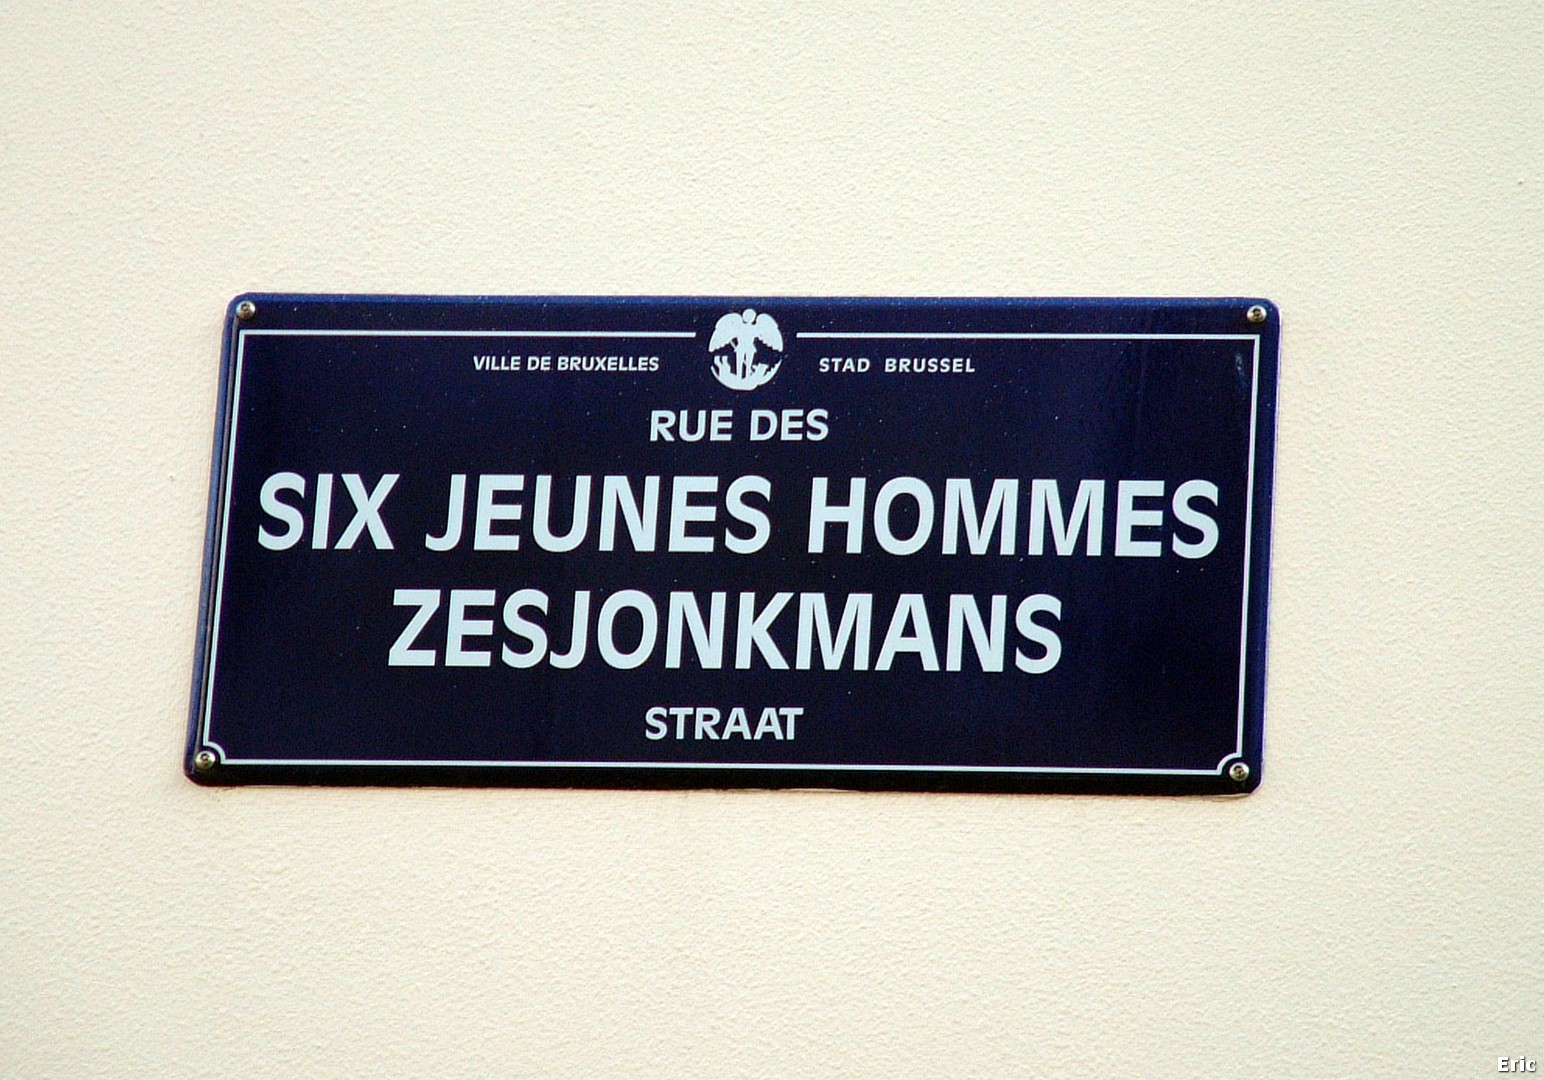 VILLE DE BRUXELLES STAD BRUSSEL
RUE DES
SIX JEUNES HOMMES
ZESJONKMANS
STRAAT
Eric